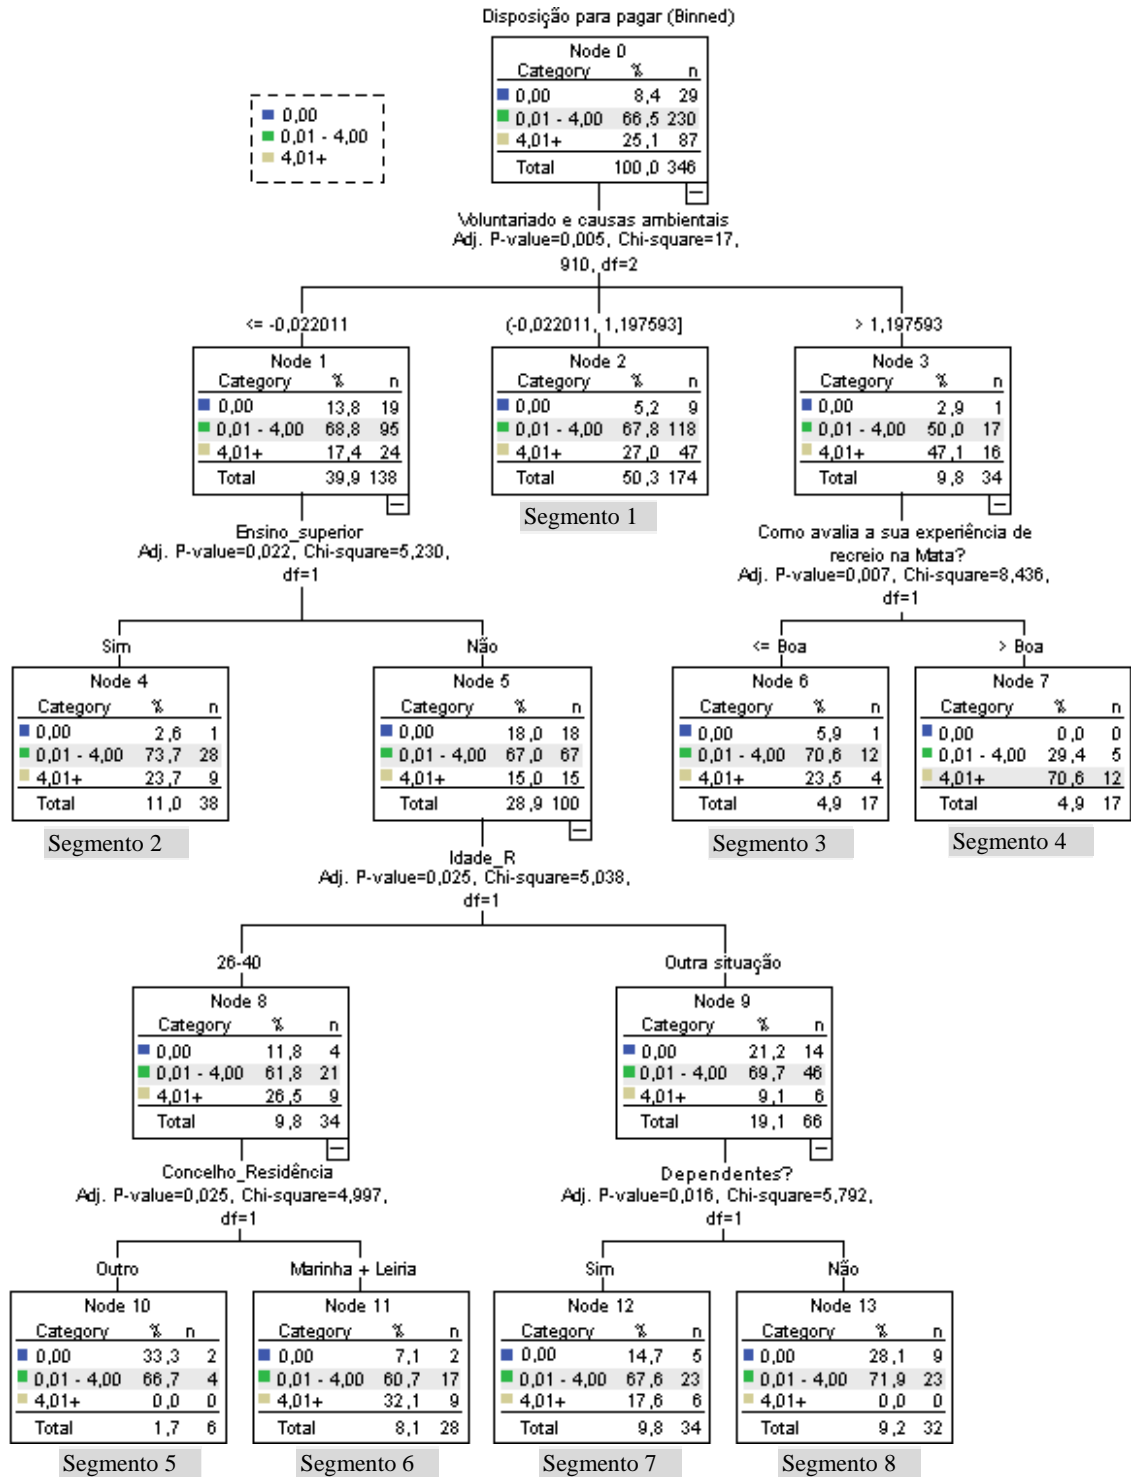 Disposição para pagar (Binned)
Node 0
Category % n
0,00 8,4 29
0,01 - 4,00 66,5 230
4,01+ 25,1 87
Total 100,0 346
0,00
0,01 - 4,00
4,01+
Voluntariado e causas ambientais
Adj. P-value=0,005, Chi-square=17,
910, df=2
<= -0,022011
(-0,022011, 1,197593]
> 1,197593
Node 1
Category % n
0,00 13,8 19
0,01 - 4,00 68,8 95
4,01+ 17,4 24
Total 39,9 138
Node 2
Category % n
0,00 5,2 9
0,01 - 4,00 67,8 118
4,01+ 27,0 47
Total 50,3 174
Segmento 1
Node 3
Category % n
0,00 2,9 1
0,01 - 4,00 50,0 17
4,01+ 47,1 16
Total 9,8 34
Ensino_superior
Adj. P-value=0,022, Chi-square=5,230,
df=1
Como avalia a sua experiência de
recreio na Mata?
Adj. P-value=0,007, Chi-square=8,436,
df=1
Sim
Não
<= Boa
> Boa
Node 4
Category % n
0,00 2,6 1
0,01 - 4,00 73,7 28
4,01+ 23,7 9
Total 11,0 38
Segmento 2
Node 5
Category % n
0,00 18,0 18
0,01 - 4,00 67,0 67
4,01+ 15,0 15
Total 28,9 100
Node 6
Category % n
0,00 5,9 1
0,01 - 4,00 70,6 12
4,01+ 23,5 4
Total 4,9 17
Segmento 3
Node 7
Category % n
0,00 0,0 0
0,01 - 4,00 29,4 5
4,01+ 70,6 12
Total 4,9 17
Segmento 4
Idade_R
Adj. P-value=0,025, Chi-square=5,038,
df=1
26-40
Outra situação
Node 8
Category % n
0,00 11,8 4
0,01 - 4,00 61,8 21
4,01+ 26,5 9
Total 9,8 34
Node 9
Category % n
0,00 21,2 14
0,01 - 4,00 69,7 46
4,01+ 9,1 6
Total 19,1 66
Concelho_Residência
Adj. P-value=0,025, Chi-square=4,997,
df=1
Dependentes?
Adj. P-value=0,016, Chi-square=5,792,
df=1
Outro
Marinha + Leiria
Sim
Não
Node 10
Category % n
0,00 33,3 2
0,01 - 4,00 66,7 4
4,01+ 0,0 0
Total 1,7 6
Segmento 5
Node 11
Category % n
0,00 7,1 2
0,01 - 4,00 60,7 17
4,01+ 32,1 9
Total 8,1 28
Segmento 6
Node 12
Category % n
0,00 14,7 5
0,01 - 4,00 67,6 23
4,01+ 17,6 6
Total 9,8 34
Segmento 7
Node 13
Category % n
0,00 28,1 9
0,01 - 4,00 71,9 23
4,01+ 0,0 0
Total 9,2 32
Segmento 8